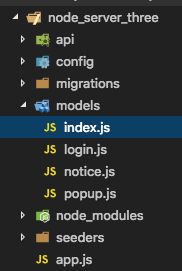 node_server_three
api
config
migrations
models
JS index.js
JS login.js
JS notice.js
JS popup.js
node_modules
seeders
JS app.js